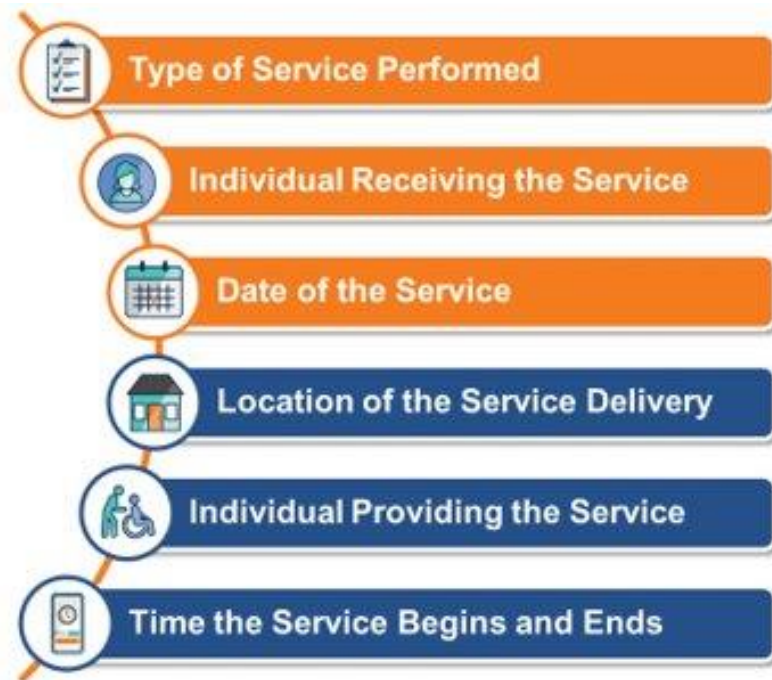 Type of Service Performed
Individual Receiving the Service
Date of the Service
Location of the Service Delivery
Individual Providing the Service
Time the Service Begins and Ends